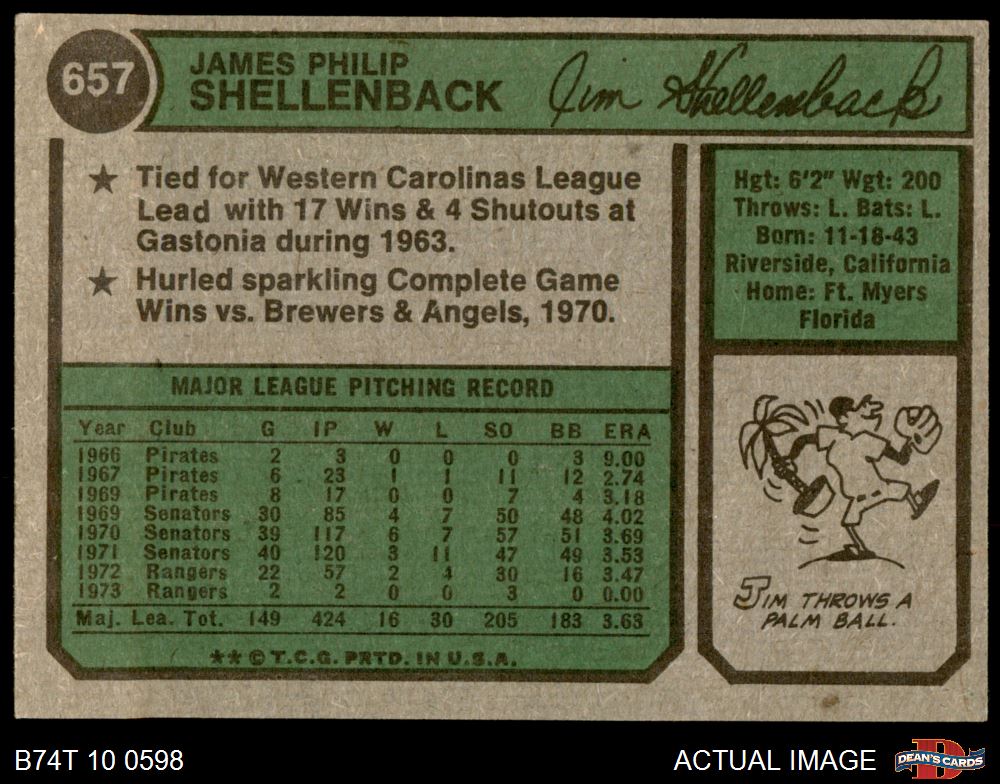 657
JAMES PHILIP
SHELLENBACK
Jim Shellenback
★ Tied for Western Carolinas League
Lead with 17 Wins & 4 Shutouts at
Gastonia during 1963.
★ Hurled sparkling Complete Game
Wins vs. Brewers & Angels, 1970.
Hgt: 6'2" Wgt: 200
Throws: L. Bats: L.
Born: 11-18-43
Riverside, California
Home: Ft. Myers
Florida
MAJOR LEAGUE PITCHING RECORD
Year Club G IP W L SO BB ERA
1966 Pirates 2 3 0 0 0 3 9.00
1967 Pirates 6 23 1 1 11 12 2.74
1969 Pirates 8 17 0 0 7 4 3.18
1969 Senators 30 85 4 7 50 48 4.02
1970 Senators 39 117 6 7 57 51 3.69
1971 Senators 40 120 3 11 47 49 3.53
1972 Rangers 22 57 2 4 30 16 3.47
1973 Rangers 2 2 0 0 3 0 0.00
Maj. Lea. Tot. 149 424 16 30 205 183 3.63
** © T.C.G. PRTD. IN U.S.A.
JIM THROWS A
PALM BALL.
B74T 10 0598
ACTUAL IMAGE
D
DEAN'S CARDS